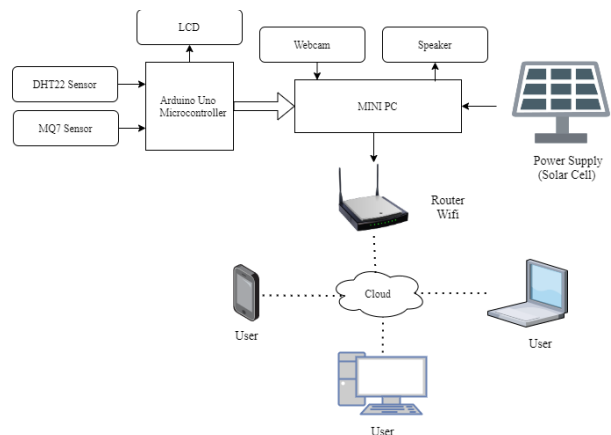 LCD
Webcam
Speaker
DHT22 Sensor
Arduino Uno
Microcontroller
MINI PC
MQ7 Sensor
Power Supply
(Solar Cell)
Router
Wifi
Cloud
User
User
User